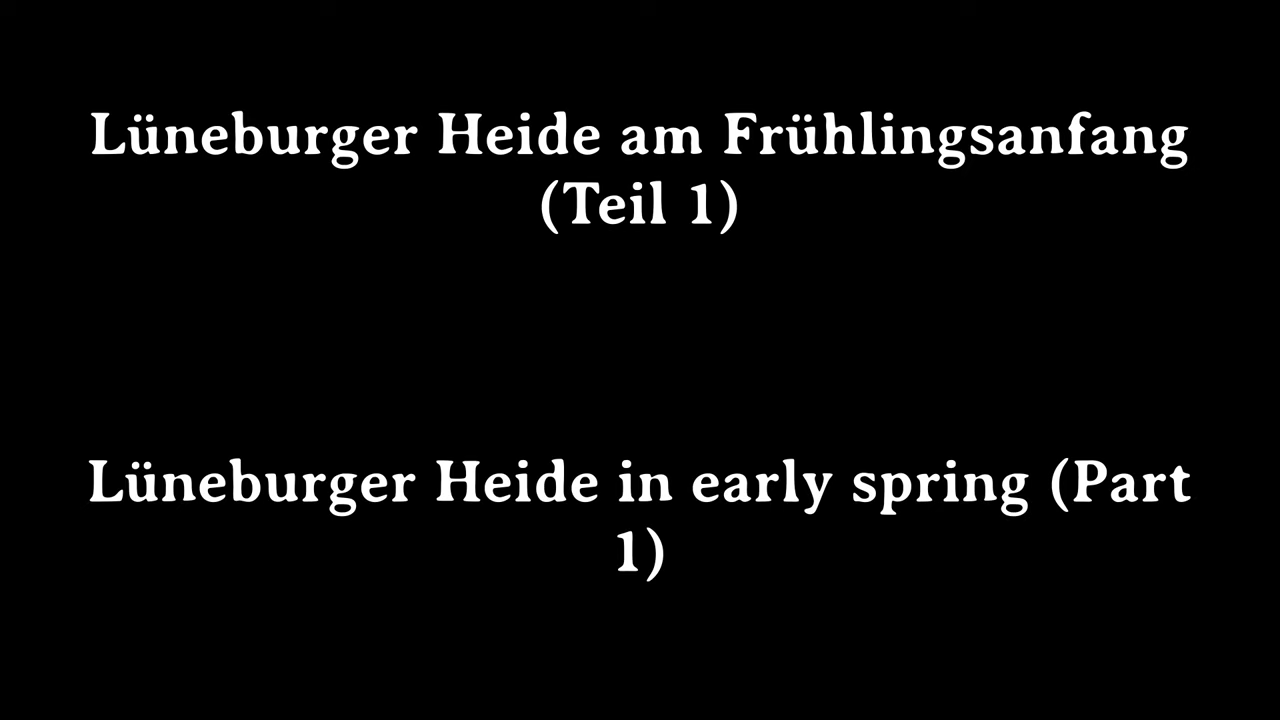 Lüneburger Heide am Frühlingsanfang
(Teil 1)
Lüneburger Heide in early spring (Part
1)